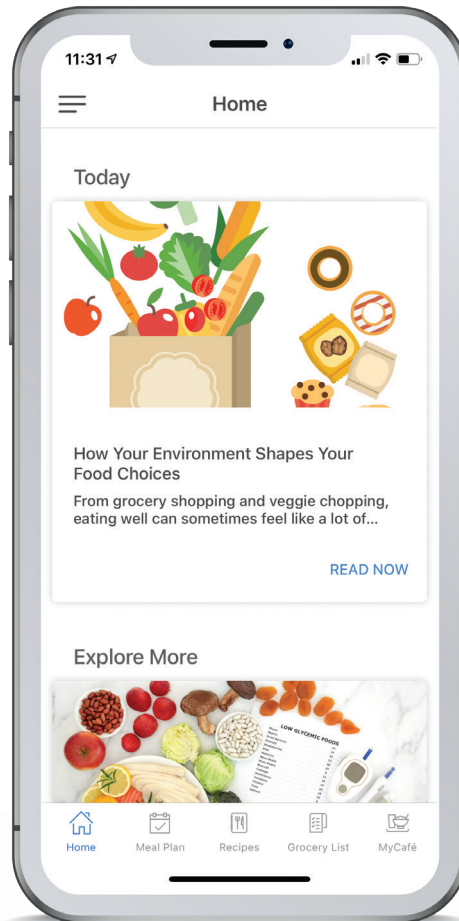 11:31
Home
Today
How Your Environment Shapes Your
Food Choices
From grocery shopping and veggie chopping,
eating well can sometimes feel like a lot of...
READ NOW
Explore More
LOW GLYCEMIC FOODS
Home
Meal Plan
Recipes
Grocery List
MyCafé